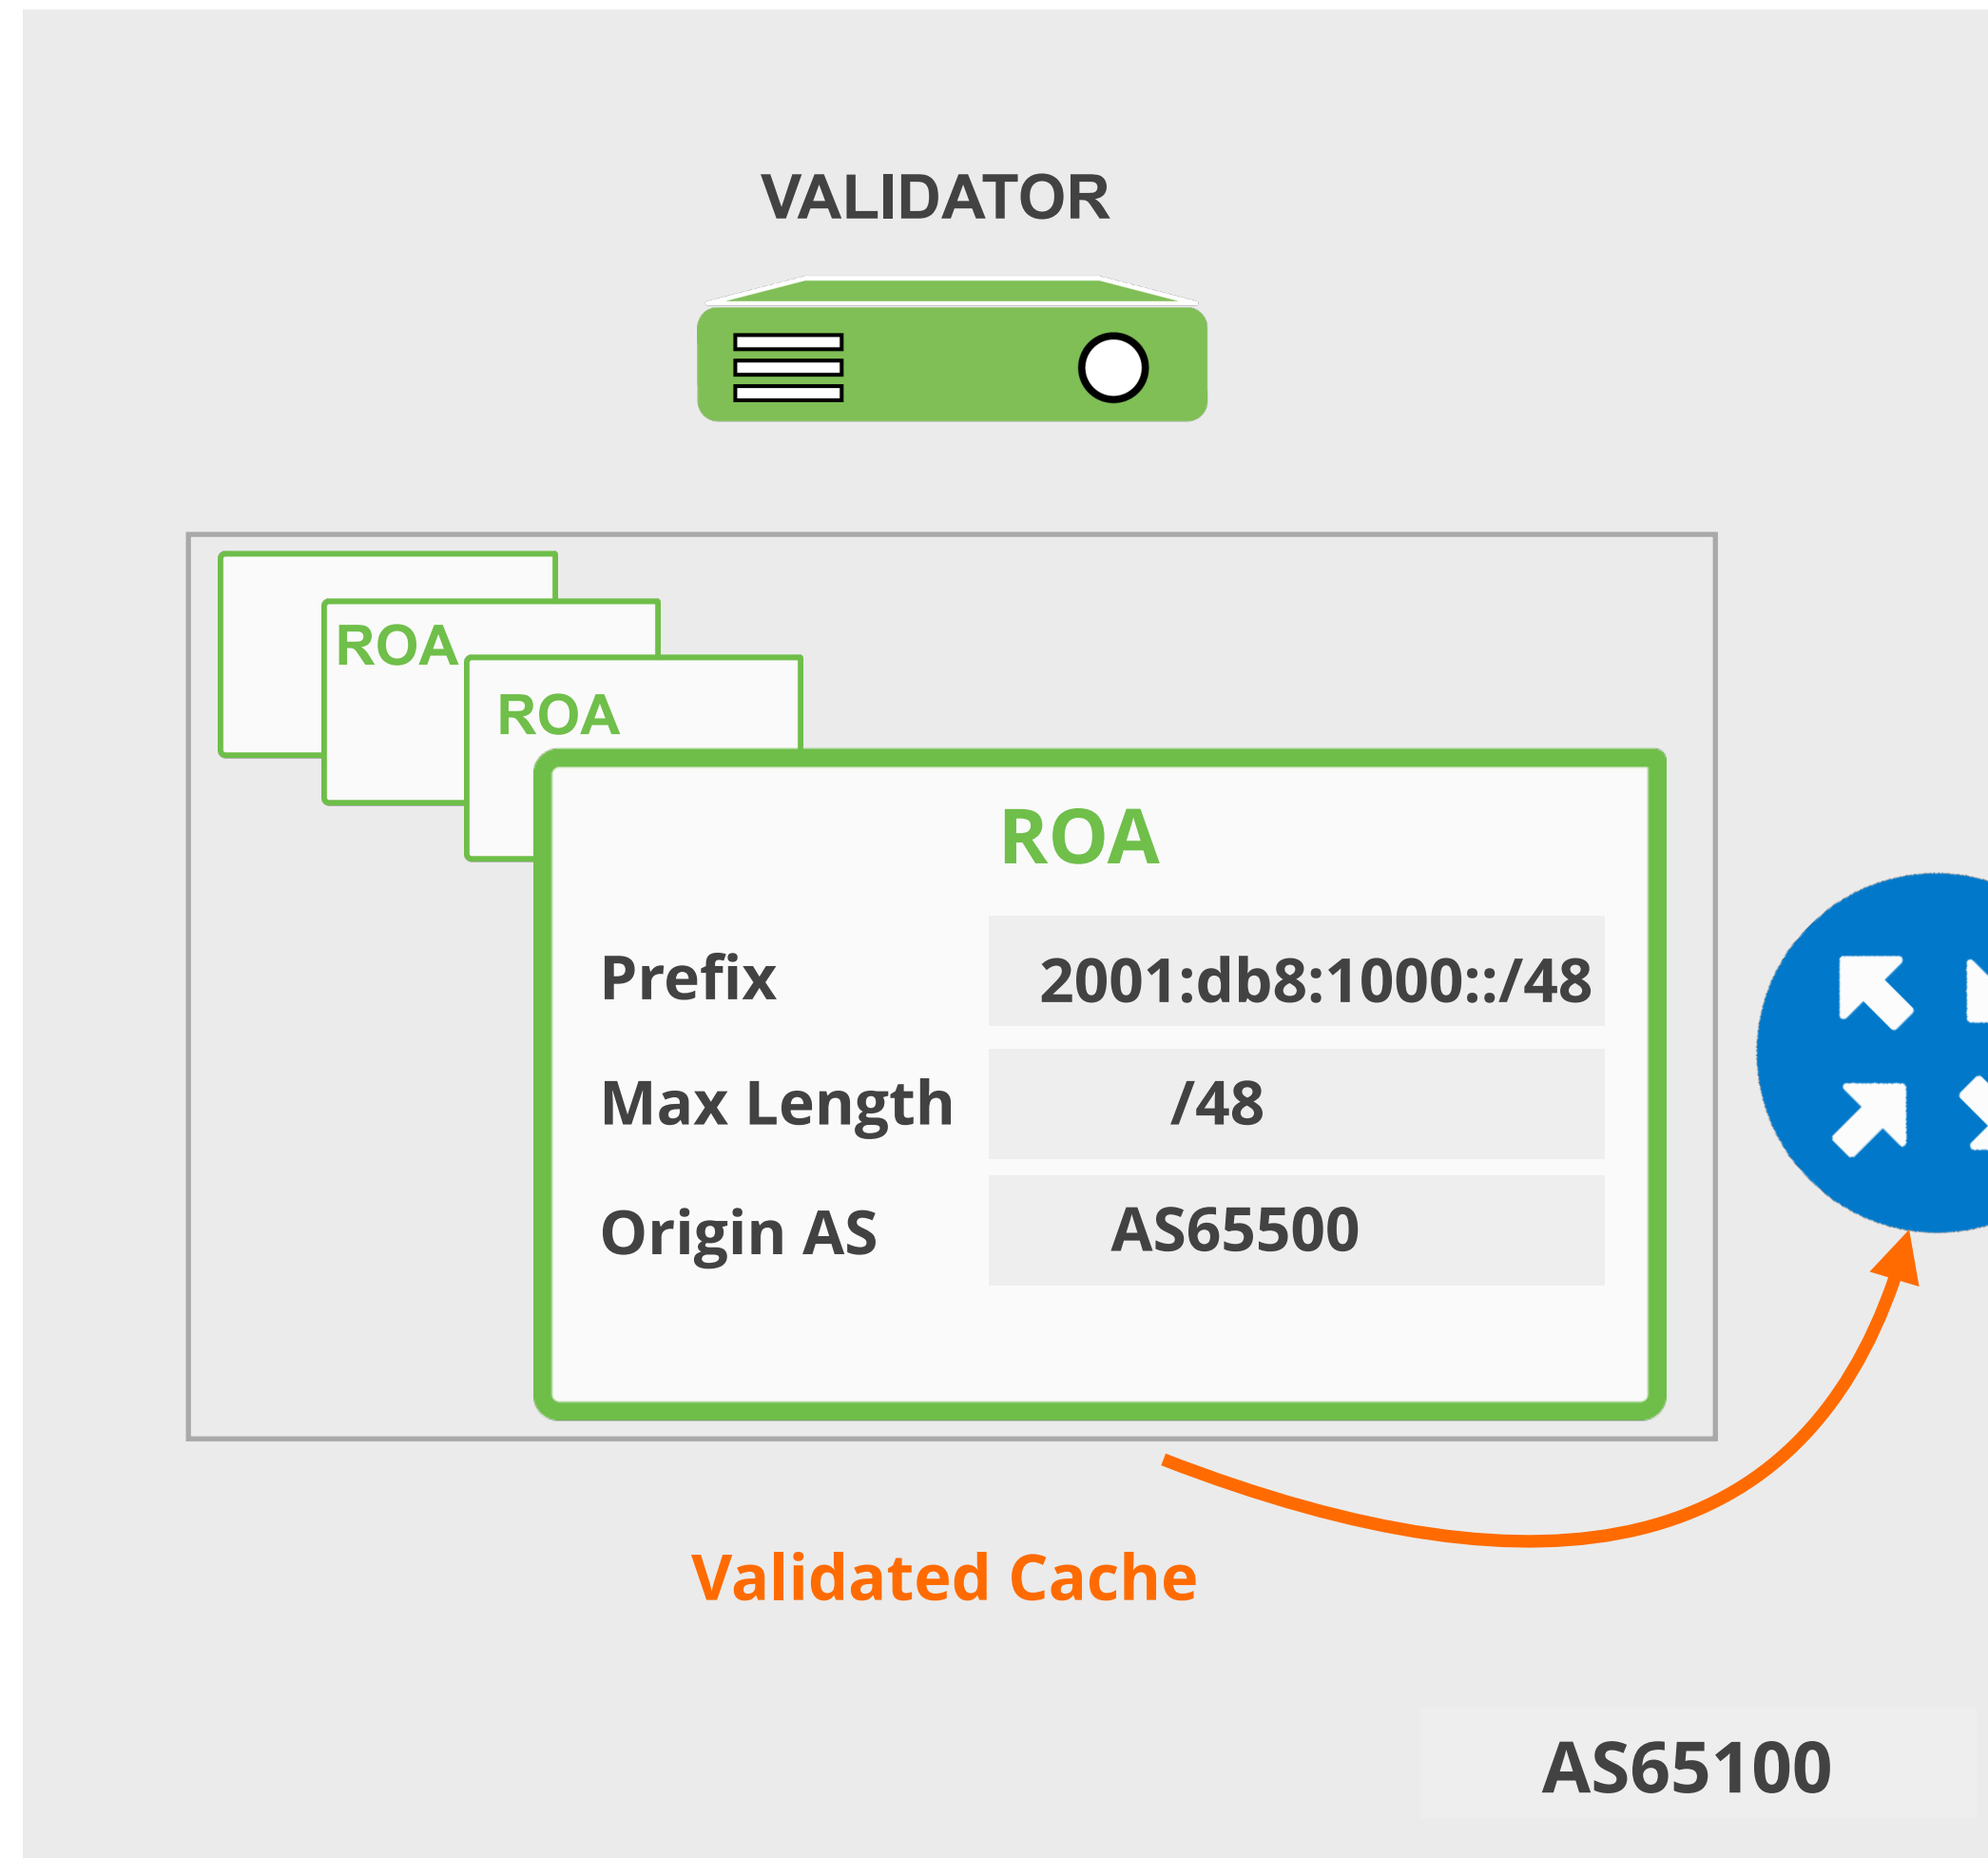 VALIDATOR
ROA
ROA
ROA
Prefix 2001:db8:1000::/48
Max Length /48
Origin AS AS65500
Validated Cache
AS65100